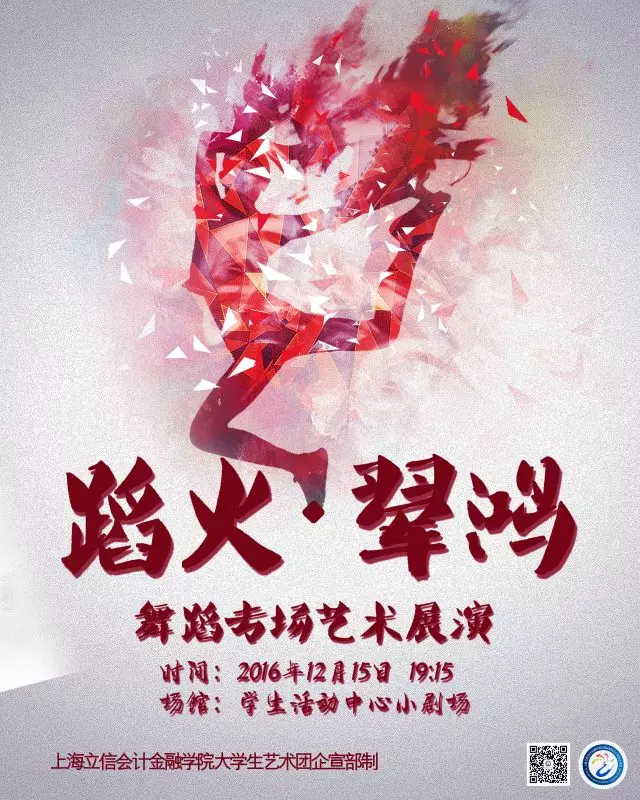 蹈火·翚鸿
舞蹈专场艺术展演
时间：2016年12月15日 19:15
场馆：学生活动中心小剧场
上海立信会计金融学院大学生艺术团企宣部制